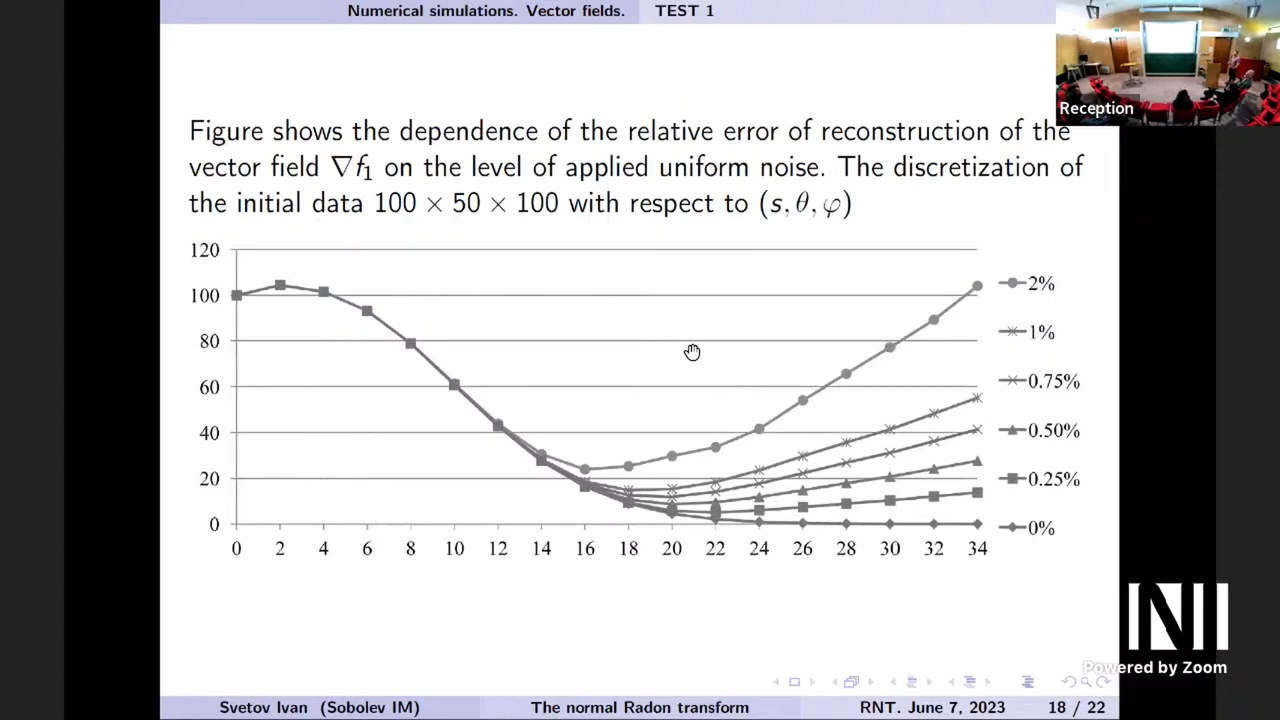 Numerical simulations. Vector fields. TEST 1
Reception
Figure shows the dependence of the relative error of reconstruction of the
vector field ∇f₁ on the level of applied uniform noise. The discretization of
the initial data 100 × 50 × 100 with respect to (s, θ, φ)
120
100
80
60
40
20
0
0 2 4 6 8 10 12 14 16 18 20 22 24 26 28 30 32 34
2%
1%
0.75%
0.50%
0.25%
0%
NI
Powered by Zoom
Svetov Ivan (Sobolev IM) The normal Radon transform RNT. June 7, 2023 18 / 22